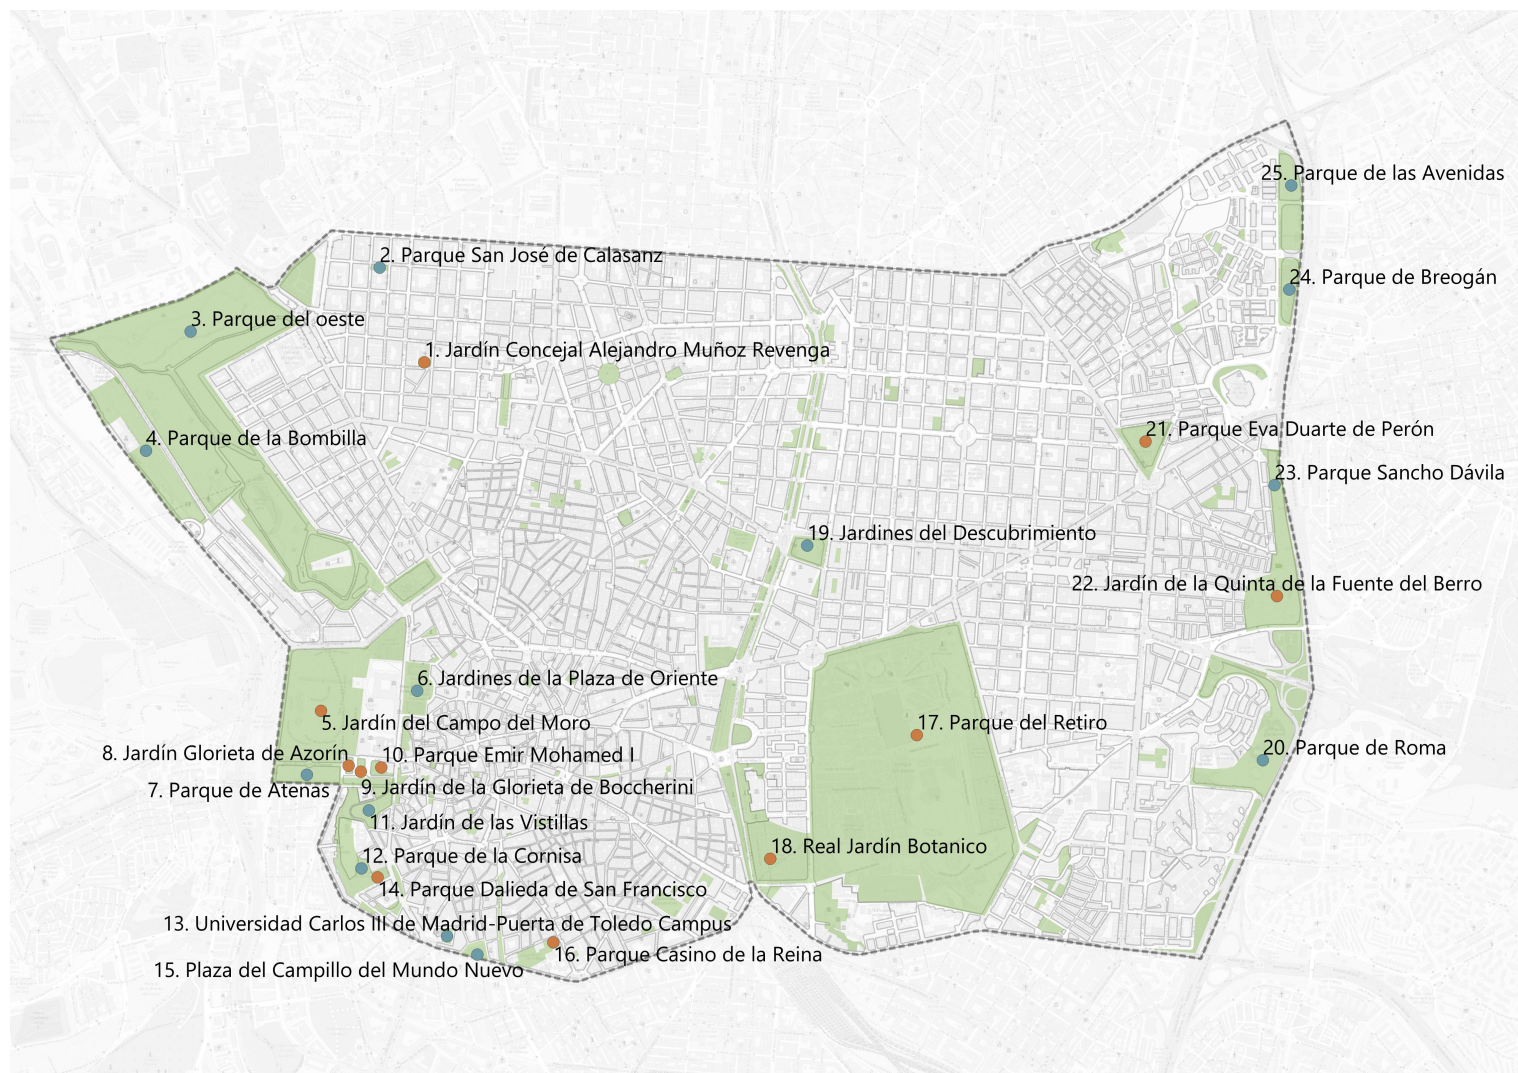 25. Parque de las Avenidas
2. Parque San José de Calasanz
24. Parque de Breogán
3. Parque del oeste
1. Jardín Concejal Alejandro Muñoz Revenga
4. Parque de la Bombilla
21. Parque Eva Duarte de Perón
23. Parque Sancho Dávila
19. Jardines del Descubrimiento
22. Jardín de la Quinta de la Fuente del Berro
6. Jardines de la Plaza de Oriente
5. Jardín del Campo del Moro
17. Parque del Retiro
8. Jardín Glorieta de Azorín
10. Parque Emir Mohamed I
20. Parque de Roma
7. Parque de Atenas
9. Jardín de la Glorieta de Boccherini
11. Jardín de las Vistillas
18. Real Jardín Botanico
12. Parque de la Cornisa
14. Parque Dalieda de San Francisco
13. Universidad Carlos III de Madrid-Puerta de Toledo Campus
16. Parque Casino de la Reina
15. Plaza del Campillo del Mundo Nuevo